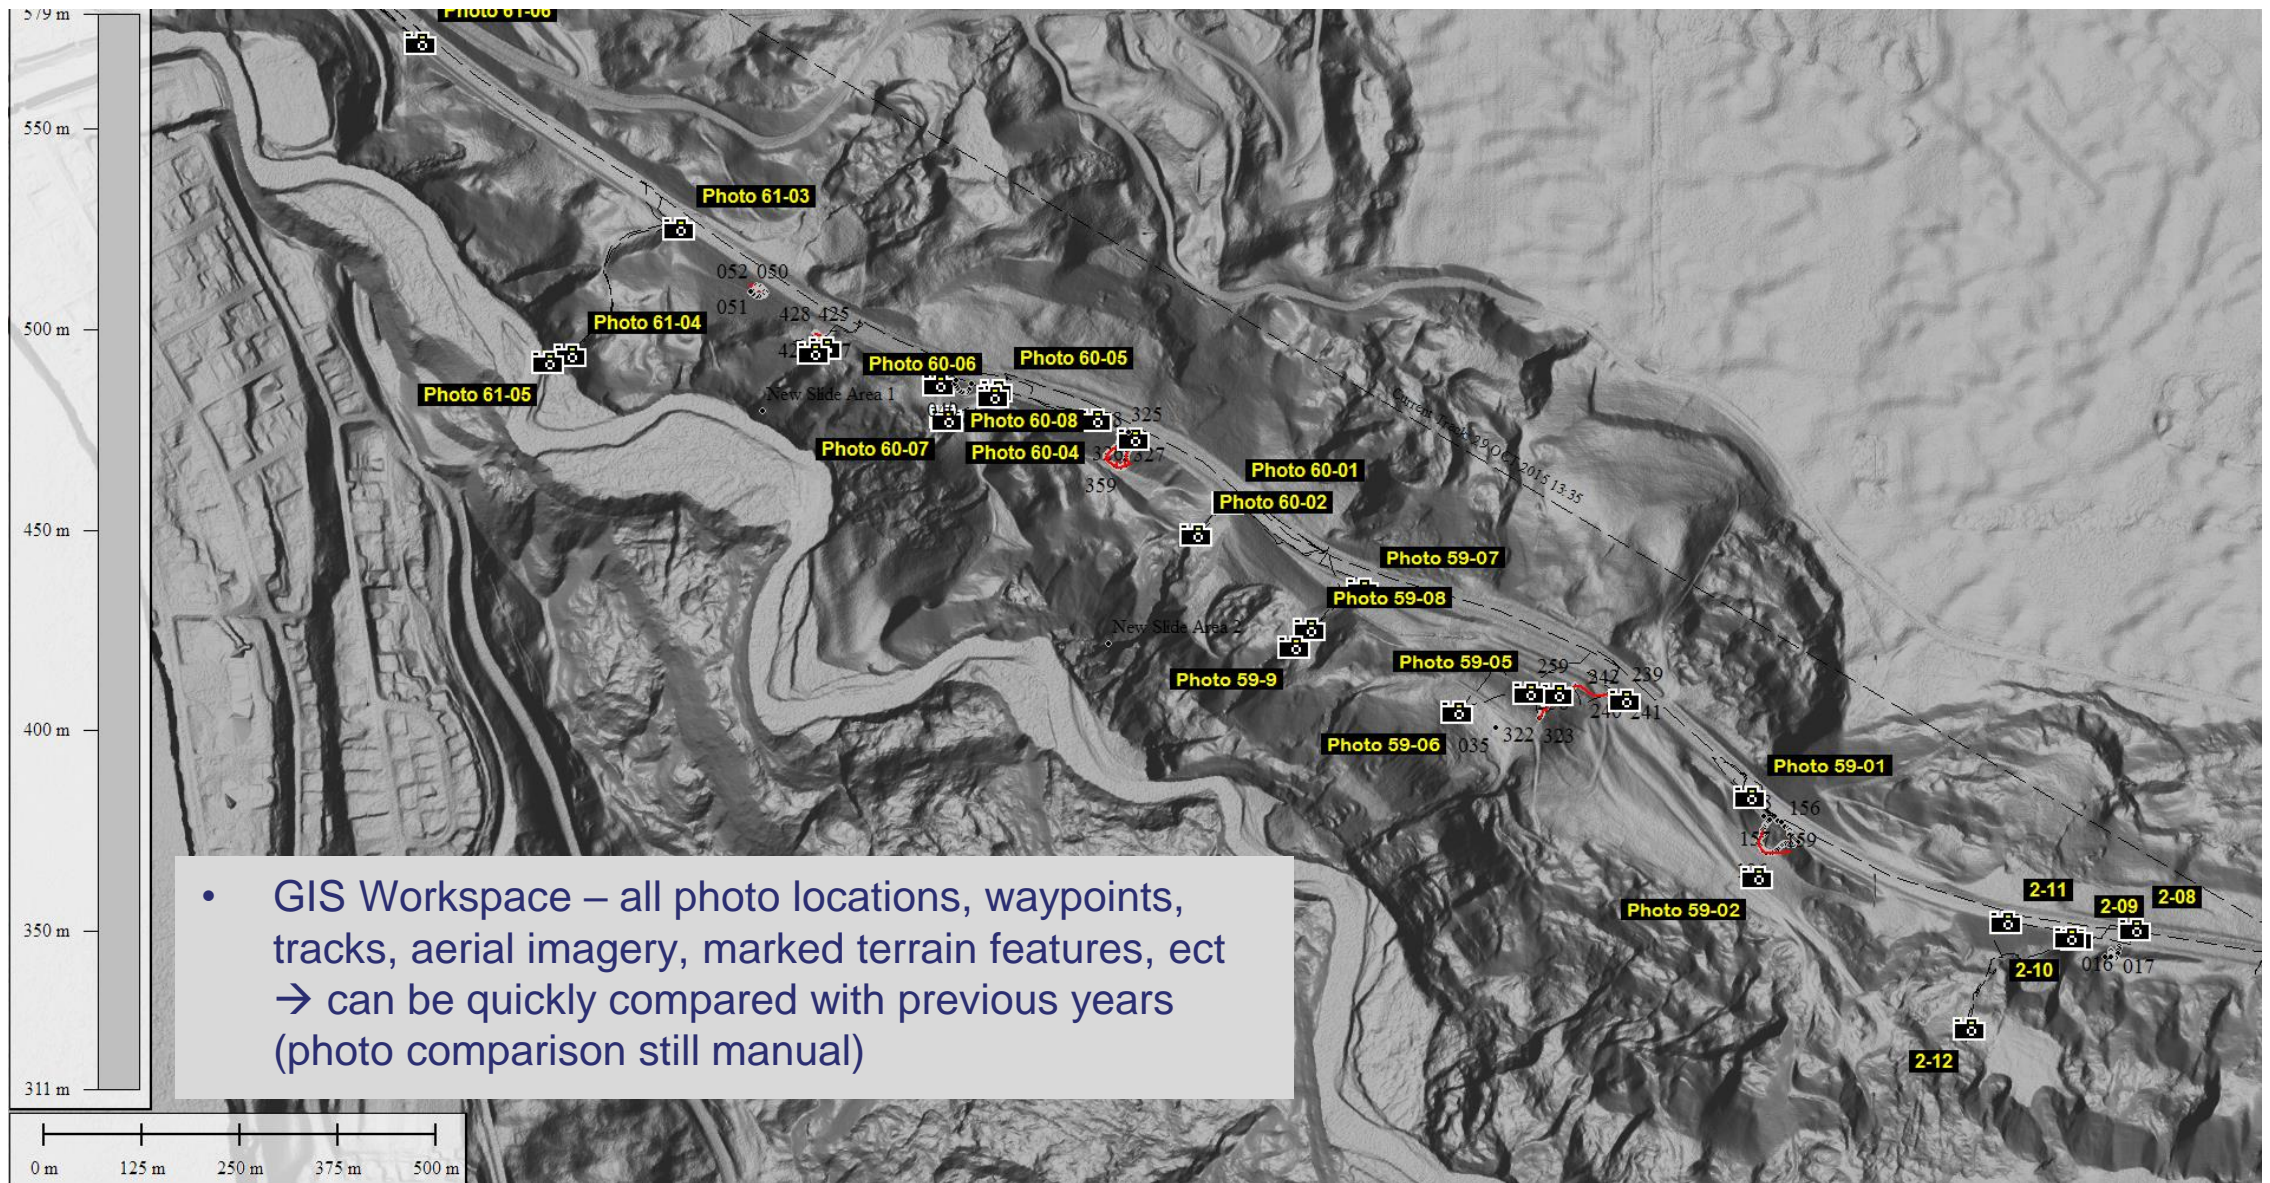 579 m
550 m
500 m
450 m
400 m
350 m
311 m
0 m 125 m 250 m 375 m 500 m
Photo 61-06
Photo 61-03
052 050
051
Photo 61-04
428 425
Photo 61-05
Photo 60-06
Photo 60-05
New Slide Area 1
Photo 60-08
325
Photo 60-07
Photo 60-04
327
359
Current Track: 29 OCT 2015 13:35
Photo 60-01
Photo 60-02
Photo 59-07
Photo 59-08
New Slide Area 2
Photo 59-9
Photo 59-05
259
242
239
240
241
Photo 59-06
035
322 323
Photo 59-01
156
157
159
Photo 59-02
2-11
2-09
2-08
2-10
016 017
2-12
• GIS Workspace – all photo locations, waypoints,
tracks, aerial imagery, marked terrain features, ect
→ can be quickly compared with previous years
(photo comparison still manual)